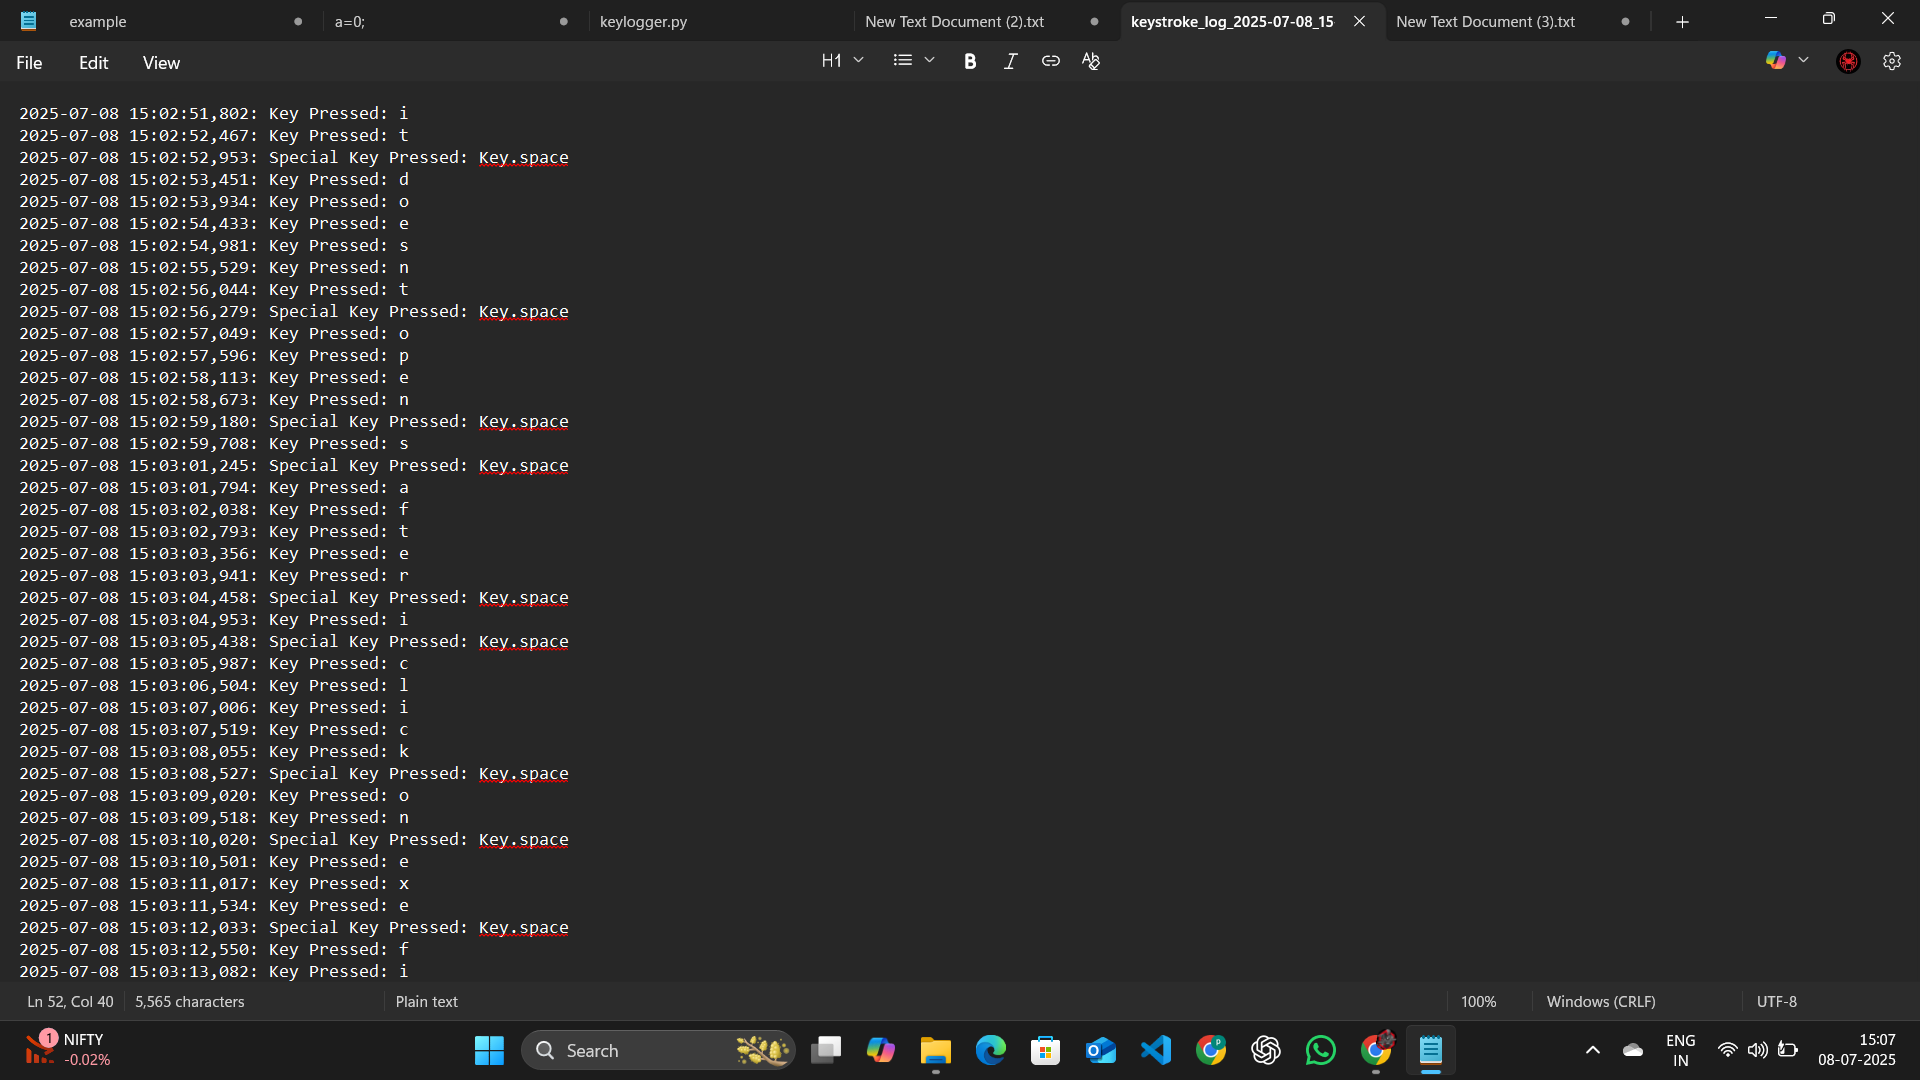 example
a=0;
keylogger.py
New Text Document (2).txt
keystroke_log_2025-07-08_15
New Text Document (3).txt
File
Edit
View
H1
2025-07-08 15:02:51,802: Key Pressed: i
2025-07-08 15:02:52,467: Key Pressed: t
2025-07-08 15:02:52,953: Special Key Pressed: Key.space
2025-07-08 15:02:53,451: Key Pressed: d
2025-07-08 15:02:53,934: Key Pressed: o
2025-07-08 15:02:54,433: Key Pressed: e
2025-07-08 15:02:54,981: Key Pressed: s
2025-07-08 15:02:55,529: Key Pressed: n
2025-07-08 15:02:56,044: Key Pressed: t
2025-07-08 15:02:56,279: Special Key Pressed: Key.space
2025-07-08 15:02:57,049: Key Pressed: o
2025-07-08 15:02:57,596: Key Pressed: p
2025-07-08 15:02:58,113: Key Pressed: e
2025-07-08 15:02:58,673: Key Pressed: n
2025-07-08 15:02:59,180: Special Key Pressed: Key.space
2025-07-08 15:02:59,708: Key Pressed: s
2025-07-08 15:03:01,245: Special Key Pressed: Key.space
2025-07-08 15:03:01,794: Key Pressed: a
2025-07-08 15:03:02,038: Key Pressed: f
2025-07-08 15:03:02,793: Key Pressed: t
2025-07-08 15:03:03,356: Key Pressed: e
2025-07-08 15:03:03,941: Key Pressed: r
2025-07-08 15:03:04,458: Special Key Pressed: Key.space
2025-07-08 15:03:04,953: Key Pressed: i
2025-07-08 15:03:05,438: Special Key Pressed: Key.space
2025-07-08 15:03:05,987: Key Pressed: c
2025-07-08 15:03:06,504: Key Pressed: l
2025-07-08 15:03:07,006: Key Pressed: i
2025-07-08 15:03:07,519: Key Pressed: c
2025-07-08 15:03:08,055: Key Pressed: k
2025-07-08 15:03:08,527: Special Key Pressed: Key.space
2025-07-08 15:03:09,020: Key Pressed: o
2025-07-08 15:03:09,518: Key Pressed: n
2025-07-08 15:03:10,020: Special Key Pressed: Key.space
2025-07-08 15:03:10,501: Key Pressed: e
2025-07-08 15:03:11,017: Key Pressed: x
2025-07-08 15:03:11,534: Key Pressed: e
2025-07-08 15:03:12,033: Special Key Pressed: Key.space
2025-07-08 15:03:12,550: Key Pressed: f
2025-07-08 15:03:13,082: Key Pressed: i
Ln 52, Col 40
5,565 characters
Plain text
100%
Windows (CRLF)
UTF-8
1
NIFTY
-0.02%
Search
ENG
IN
15:07
08-07-2025